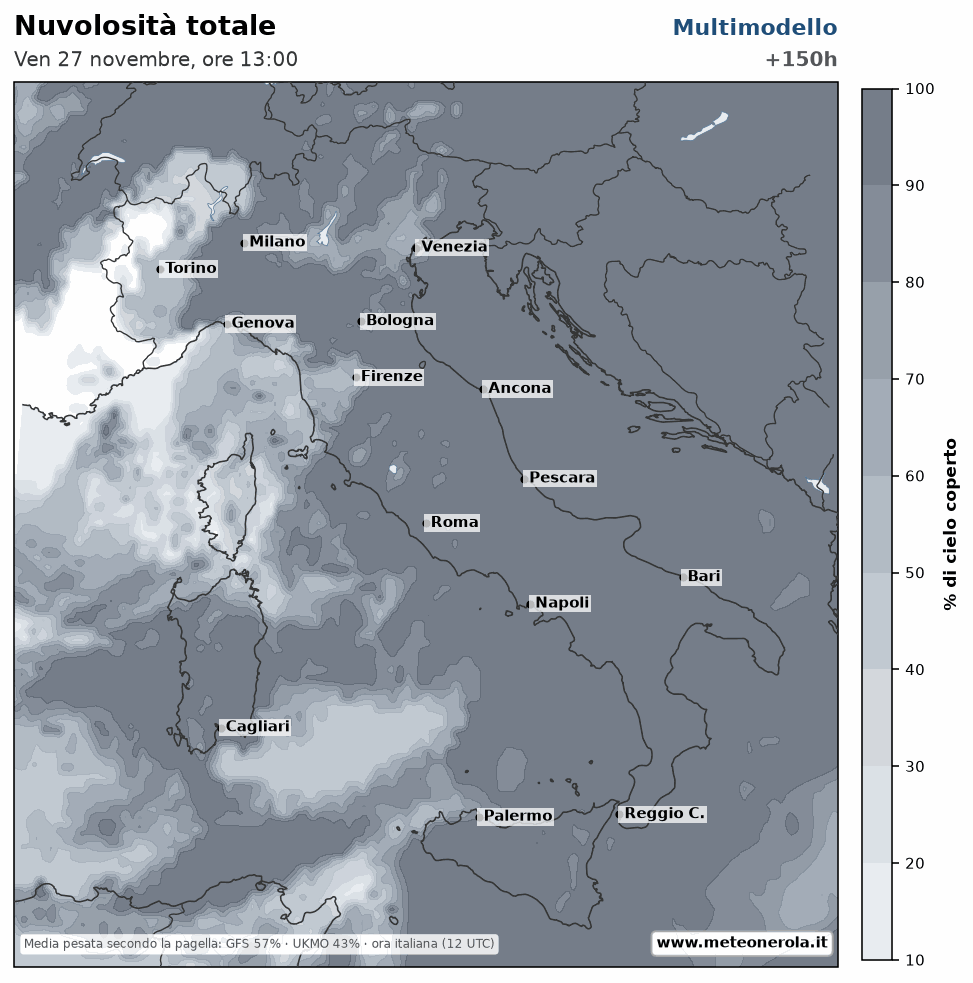 Nuvolosità totale
Multimodello
Ven 27 novembre, ore 13:00
+150h
100
90
80
70
60
50
40
30
20
10
% di cielo coperto
Milano
Venezia
Torino
Genova
Bologna
Firenze
Ancona
Pescara
Roma
Bari
Napoli
Cagliari
Palermo
Reggio C.
Media pesata secondo la pagella: GFS 57% · UKMO 43% · ora italiana (12 UTC)
www.meteonerola.it